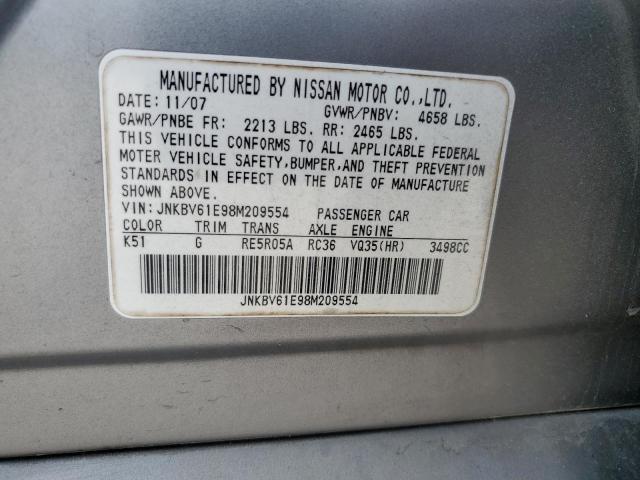 MANUFACTURED BY NISSAN MOTOR CO.,LTD.
DATE: 11/07 GVWR/PNBV: 4658 LBS.
GAWR/PNBE FR: 2213 LBS. RR: 2465 LBS.
THIS VEHICLE CONFORMS TO ALL APPLICABLE FEDERAL
MOTER VEHICLE SAFETY,BUMPER,AND THEFT PREVENTION
STANDARDS IN EFFECT ON THE DATE OF MANUFACTURE
SHOWN ABOVE.
VIN: JNKBV61E98M209554 PASSENGER CAR
COLOR TRIM TRANS AXLE ENGINE
K51 G RE5R05A RC36 VQ35(HR) 3498CC
JNKBV61E98M209554